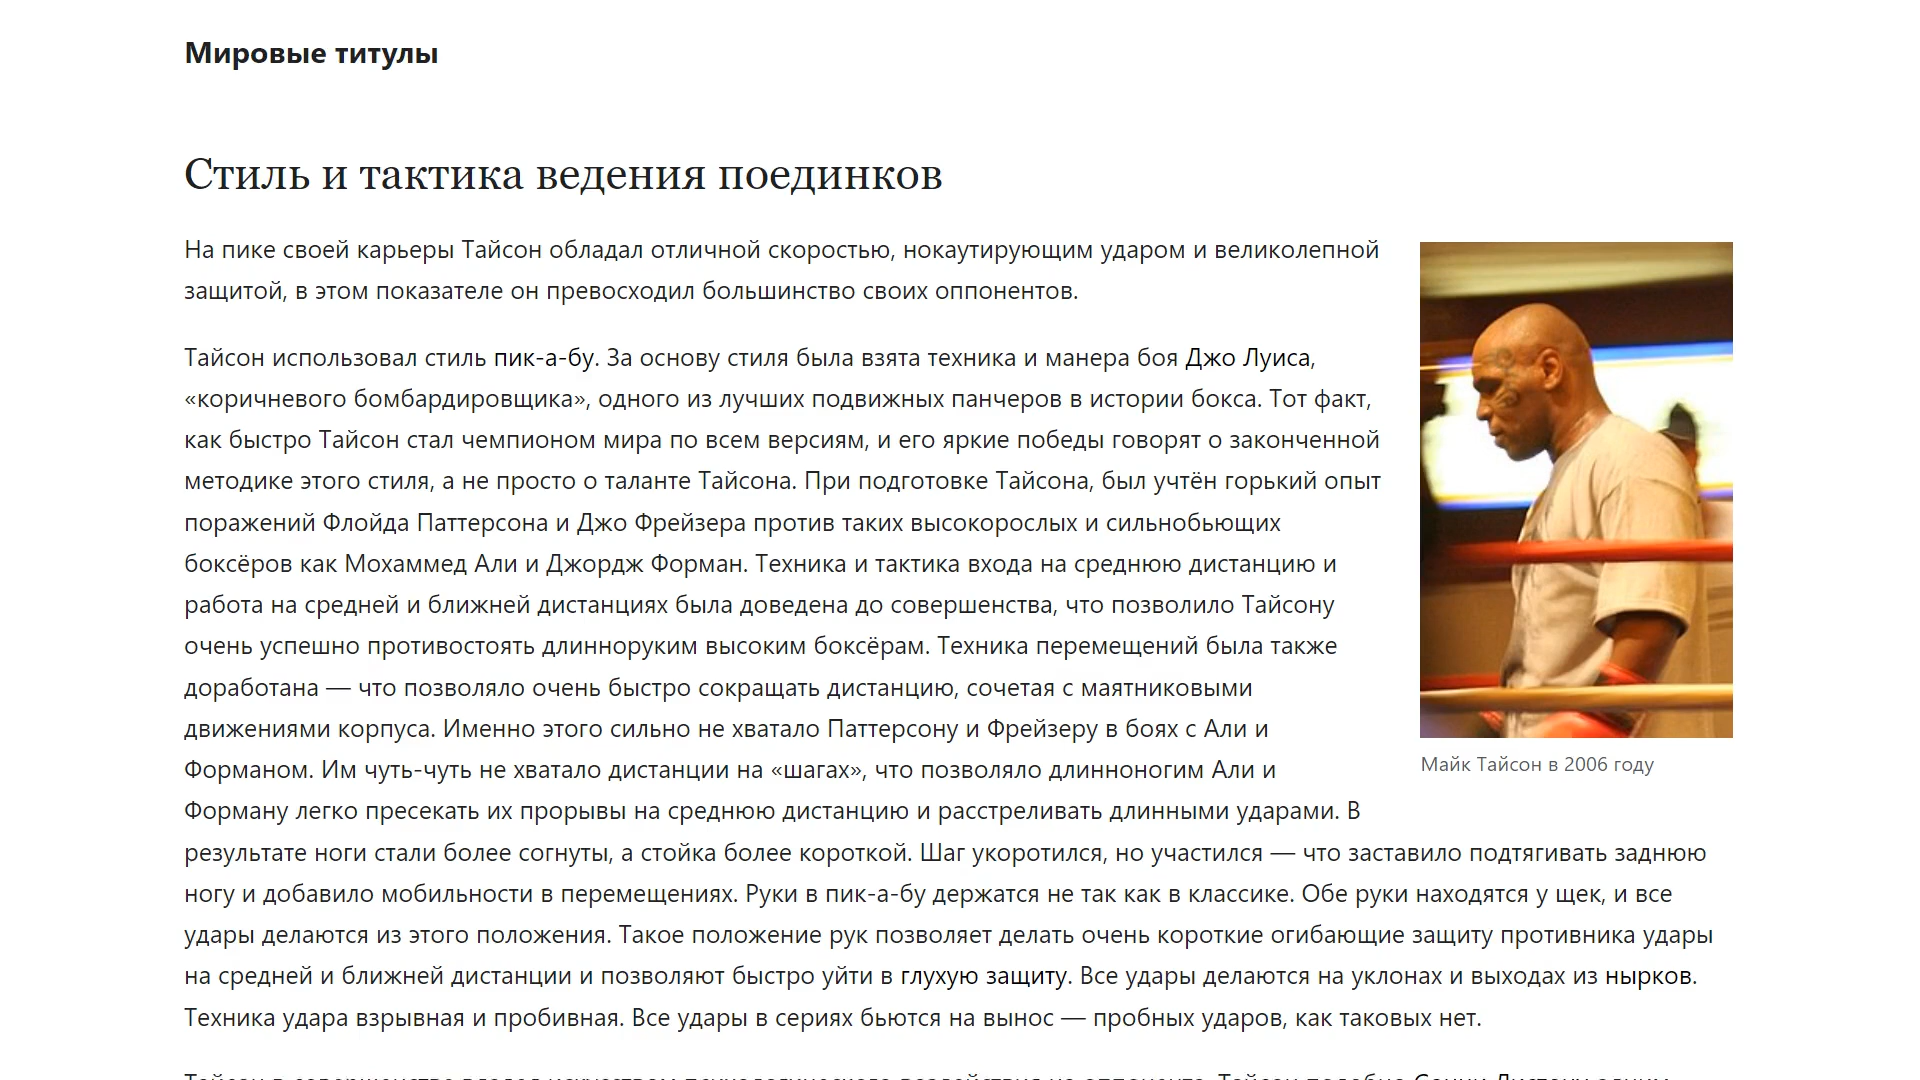 Мировые титулы
Стиль и тактика ведения поединков
На пике своей карьеры Тайсон обладал отличной скоростью, нокаутирующим ударом и великолепной
защитой, в этом показателе он превосходил большинство своих оппонентов.
Тайсон использовал стиль пик-а-бу. За основу стиля была взята техника и манера боя Джо Луиса,
«коричневого бомбардировщика», одного из лучших подвижных панчеров в истории бокса. Тот факт,
как быстро Тайсон стал чемпионом мира по всем версиям, и его яркие победы говорят о законченной
методике этого стиля, а не просто о таланте Тайсона. При подготовке Тайсона, был учтён горький опыт
поражений Флойда Паттерсона и Джо Фрейзера против таких высокорослых и сильнобьющих
боксёров как Мохаммед Али и Джордж Форман. Техника и тактика входа на среднюю дистанцию и
работа на средней и ближней дистанциях была доведена до совершенства, что позволило Тайсону
очень успешно противостоять длинноруким высоким боксёрам. Техника перемещений была также
доработана — что позволяло очень быстро сокращать дистанцию, сочетая с маятниковыми
движениями корпуса. Именно этого сильно не хватало Паттерсону и Фрейзеру в боях с Али и
Форманом. Им чуть-чуть не хватало дистанции на «шагах», что позволяло длинноногим Али и
Форману легко пресекать их прорывы на среднюю дистанцию и расстреливать длинными ударами. В
результате ноги стали более согнуты, а стойка более короткой. Шаг укоротился, но участился — что заставило подтягивать заднюю
ногу и добавило мобильности в перемещениях. Руки в пик-а-бу держатся не так как в классике. Обе руки находятся у щек, и все
удары делаются из этого положения. Такое положение рук позволяет делать очень короткие огибающие защиту противника удары
на средней и ближней дистанции и позволяют быстро уйти в глухую защиту. Все удары делаются на уклонах и выходах из нырков.
Техника удара взрывная и пробивная. Все удары в сериях бьются на вынос — пробных ударов, как таковых нет.
Майк Тайсон в 2006 году